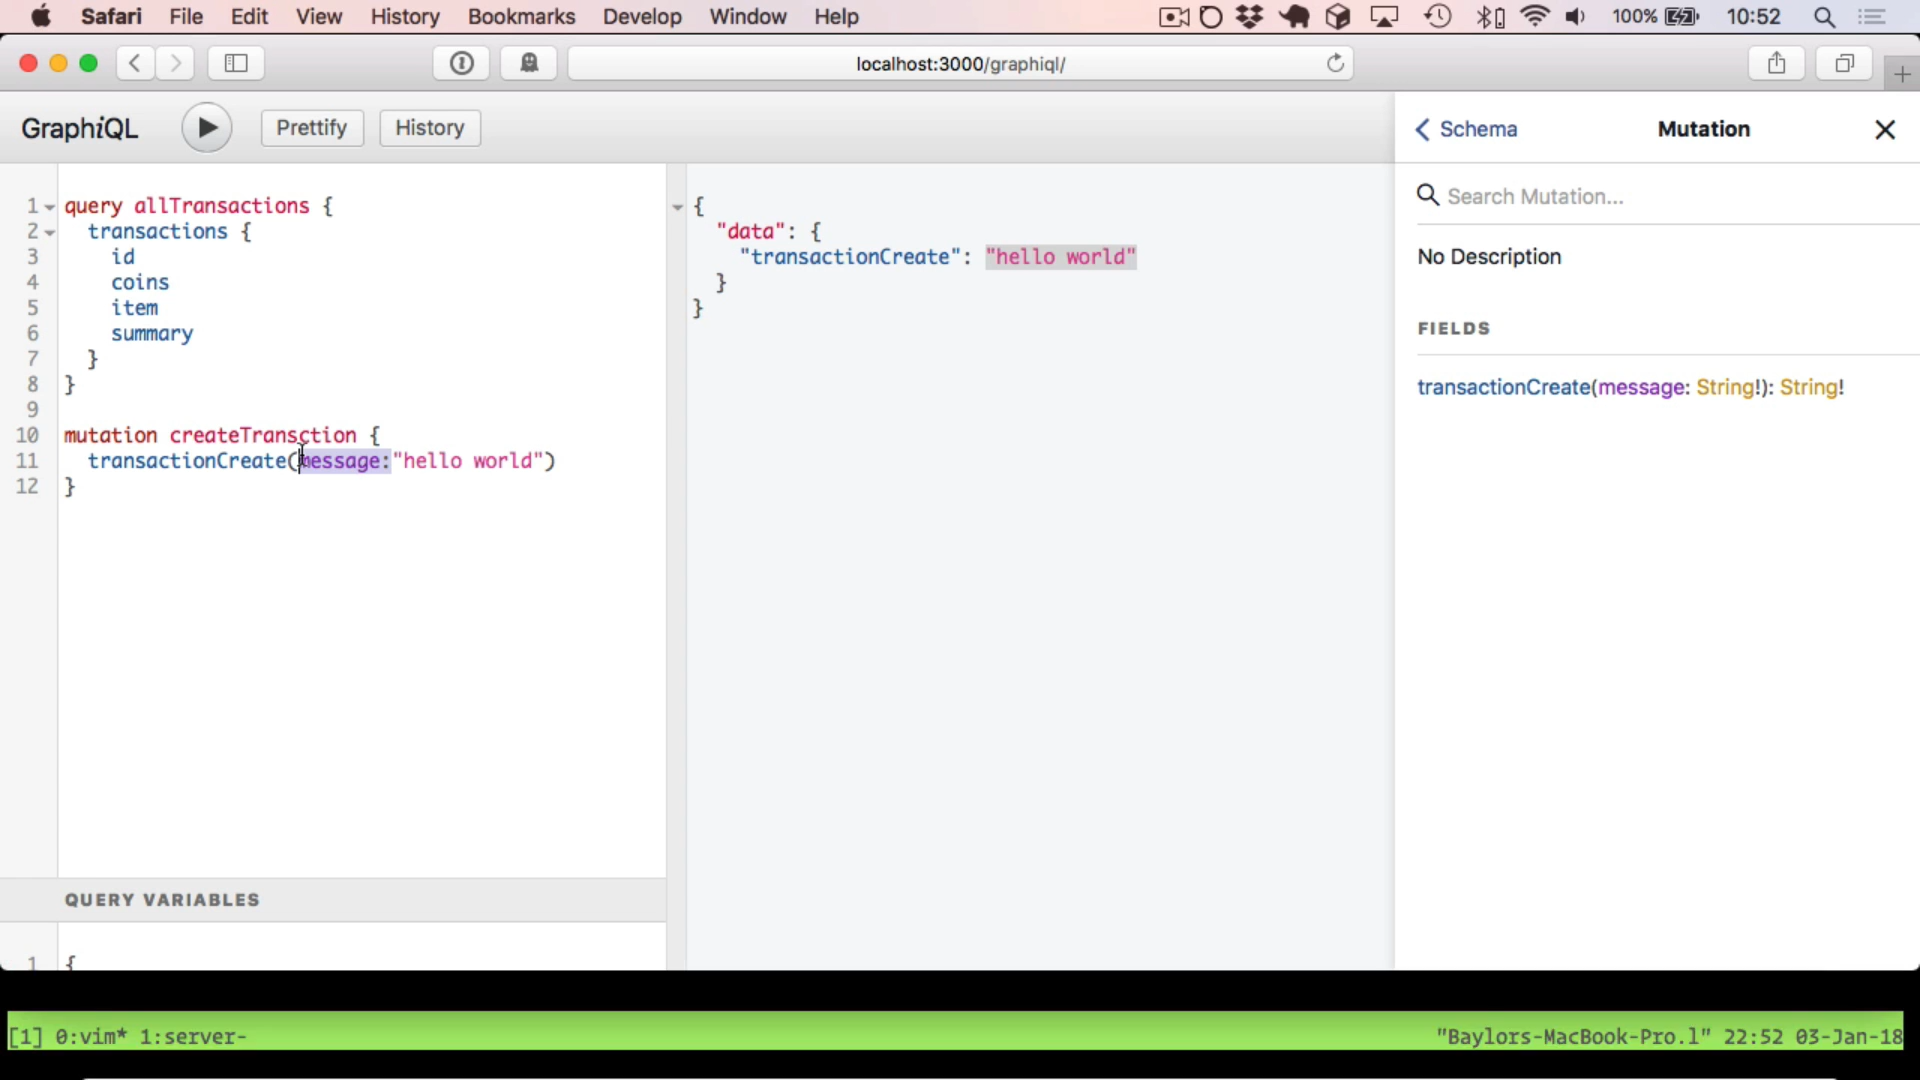 Safari File Edit View History Bookmarks Develop Window Help 100% 10:52
localhost:3000/graphiql/
GraphiQL Prettify History
1 query allTransactions {
2 transactions {
3 id
4 coins
5 item
6 summary
7 }
8 }
9
10 mutation createTransction {
11 transactionCreate(message:"hello world")
12 }
QUERY VARIABLES
1 {
{
"data": {
"transactionCreate": "hello world"
}
}
Schema Mutation
Search Mutation...
No Description
FIELDS
transactionCreate(message: String!): String!
[1] 0:vim* 1:server- "Baylors-MacBook-Pro.l" 22:52 03-Jan-18